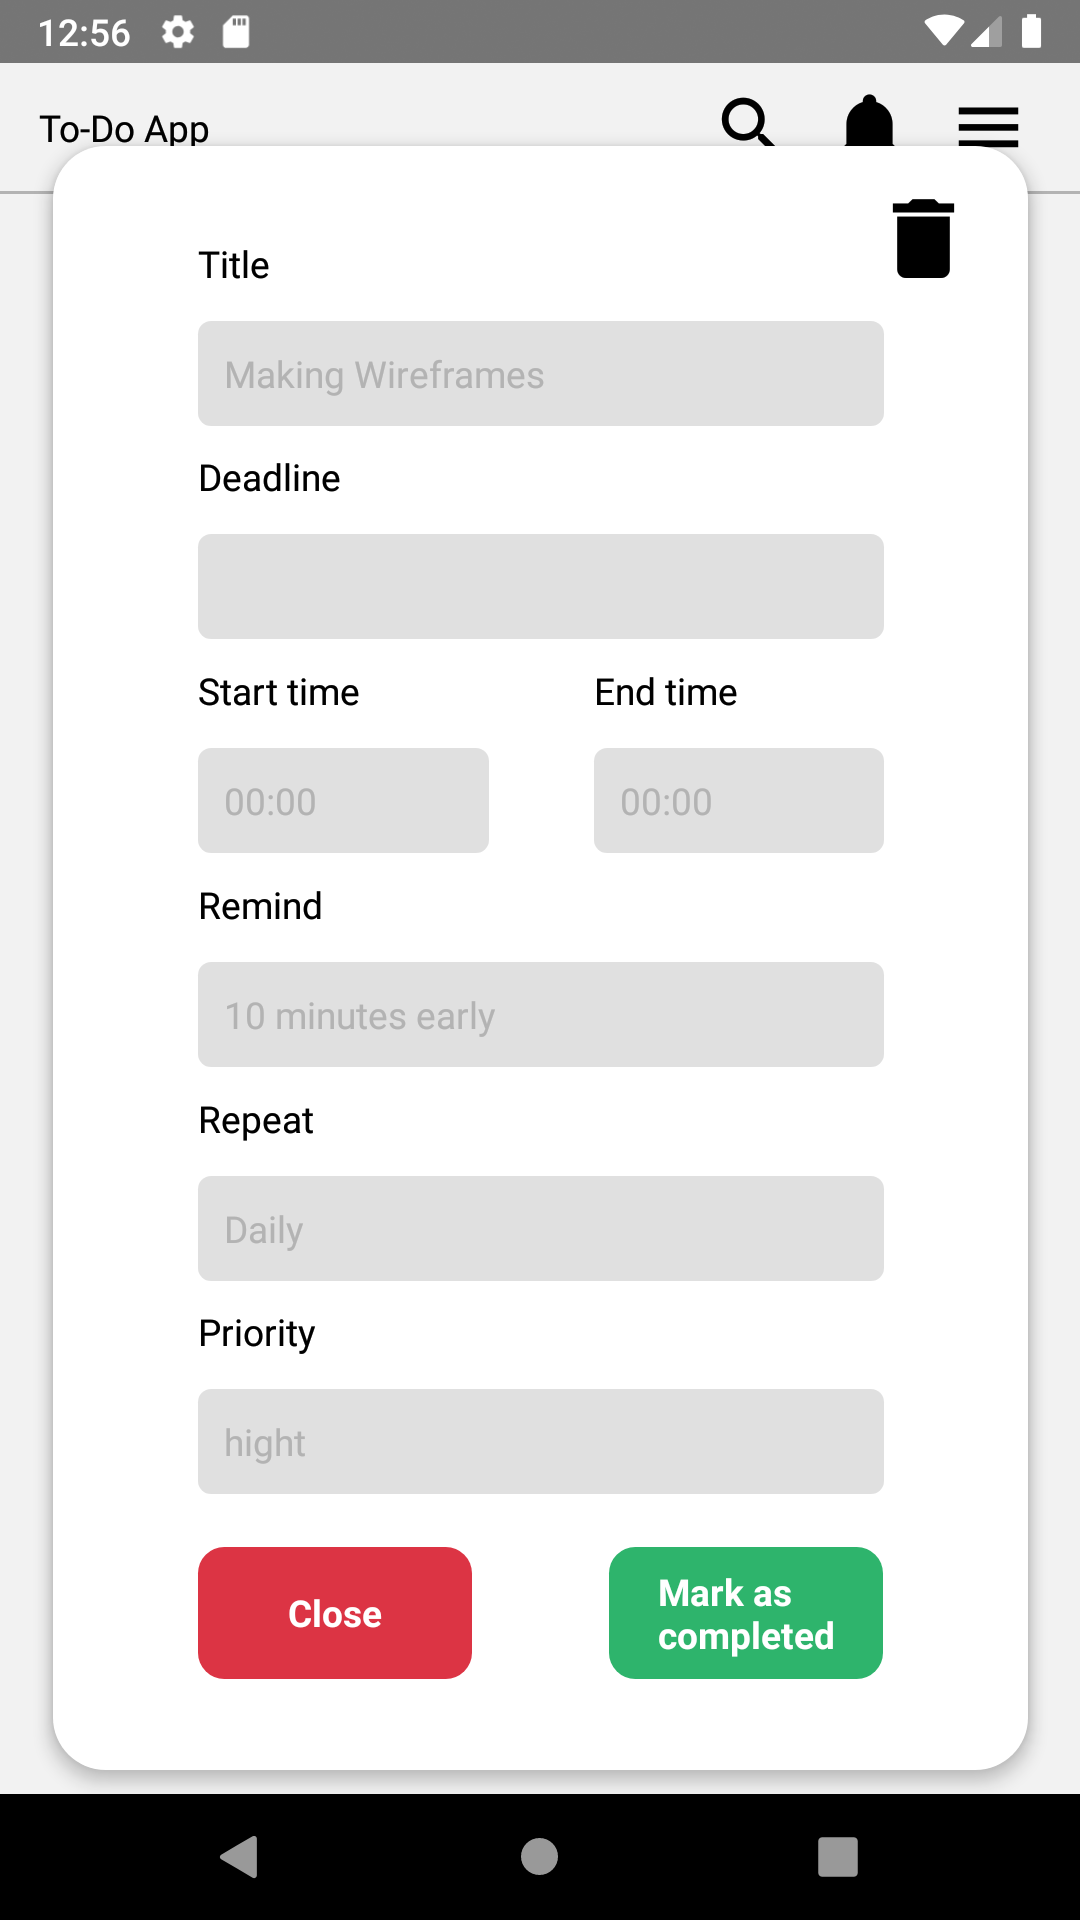 12:56
To-Do App
Title
Making Wireframes
Deadline
Start time
End time
00:00
00:00
Remind
10 minutes early
Repeat
Daily
Priority
hight
Close
Mark as
completed